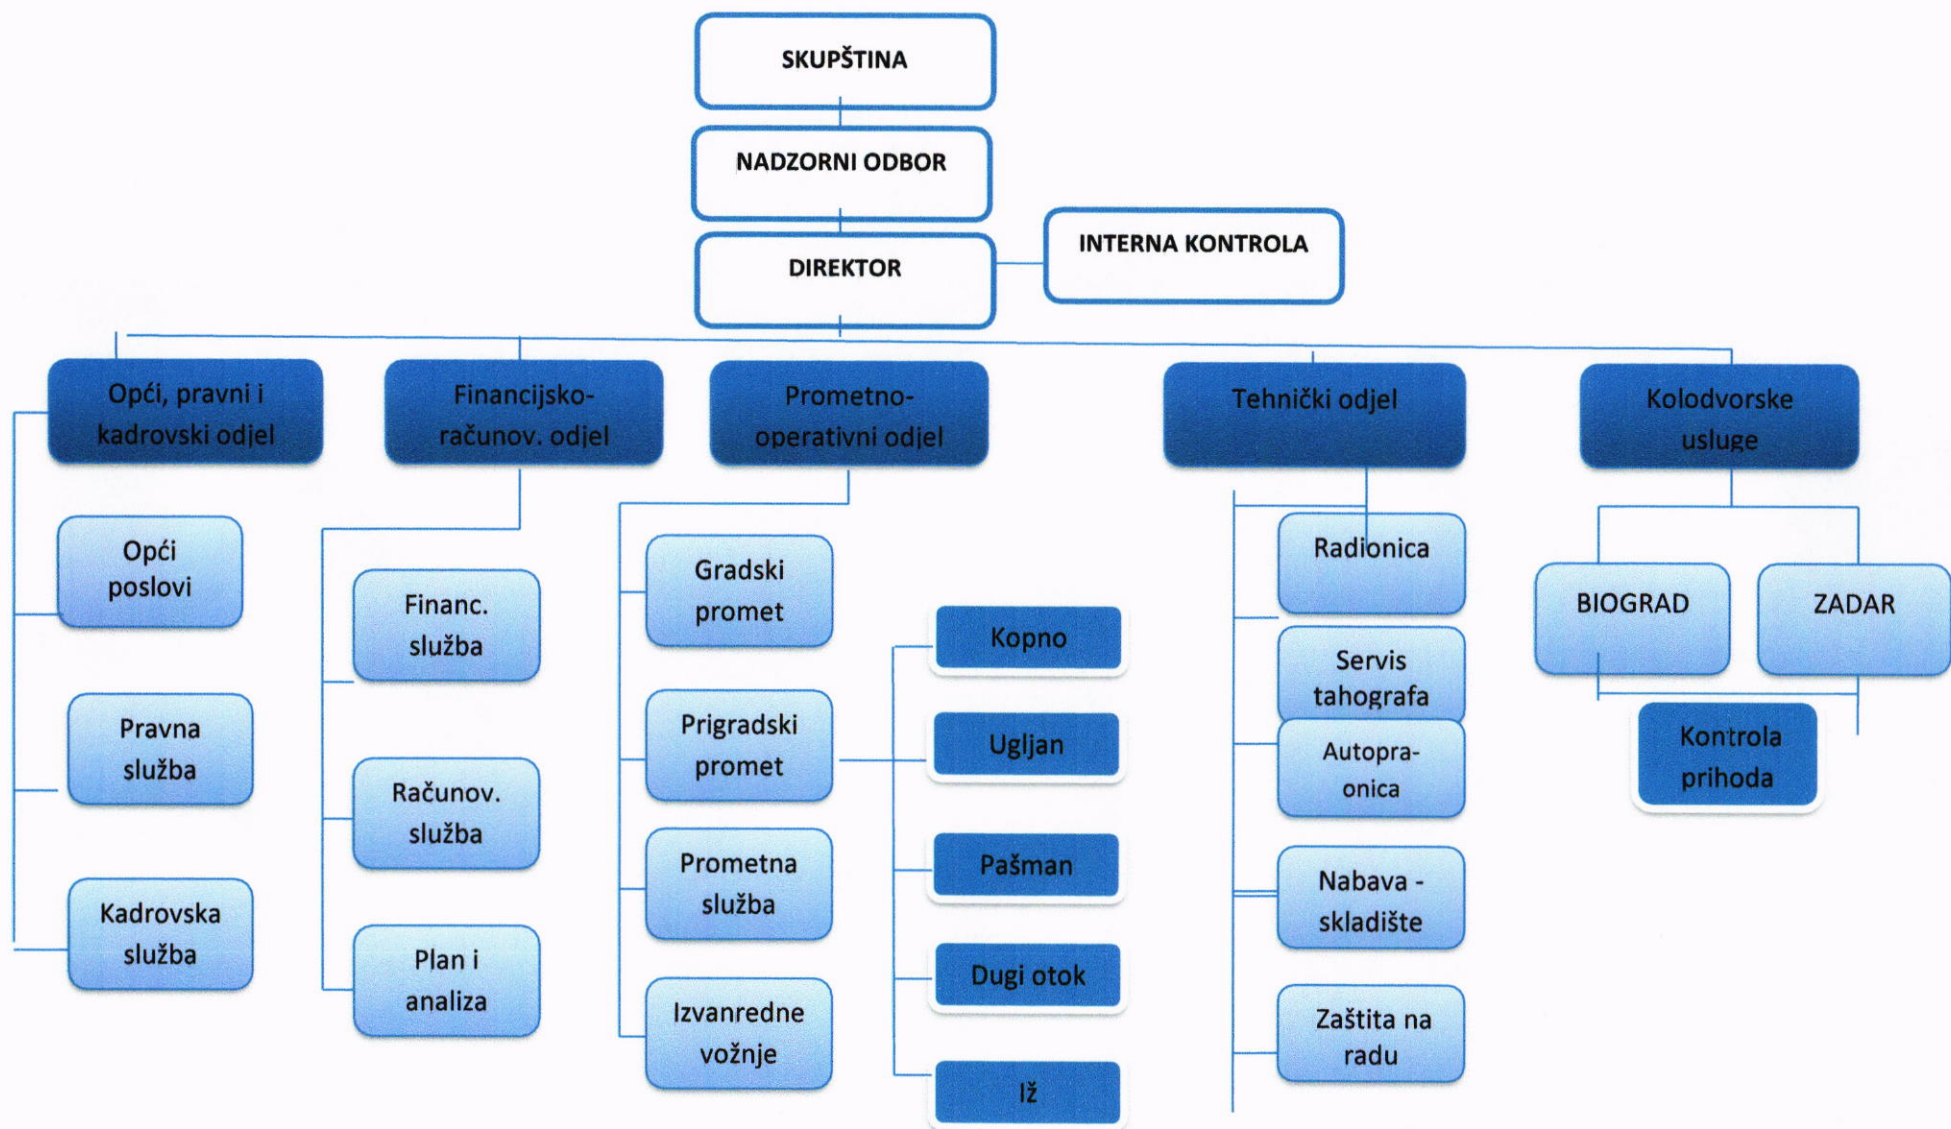 SKUPŠTINA
NADZORNI ODBOR
DIREKTOR
INTERNA KONTROLA
Opći, pravni i
kadrovski odjel
Financijsko-
računov. odjel
Prometno-
operativni odjel
Tehnički odjel
Kolodvorske
usluge
Opći
poslovi
Pravna
služba
Kadrovska
služba
Financ.
služba
Računov.
služba
Plan i
analiza
Gradski
promet
Prigradski
promet
Prometna
služba
Izvanredne
vožnje
Kopno
Ugljan
Pašman
Dugi otok
Iž
Radionica
Servis
tahografa
Autopra-
onica
Nabava -
skladište
Zaštita na
radu
BIOGRAD
ZADAR
Kontrola
prihoda